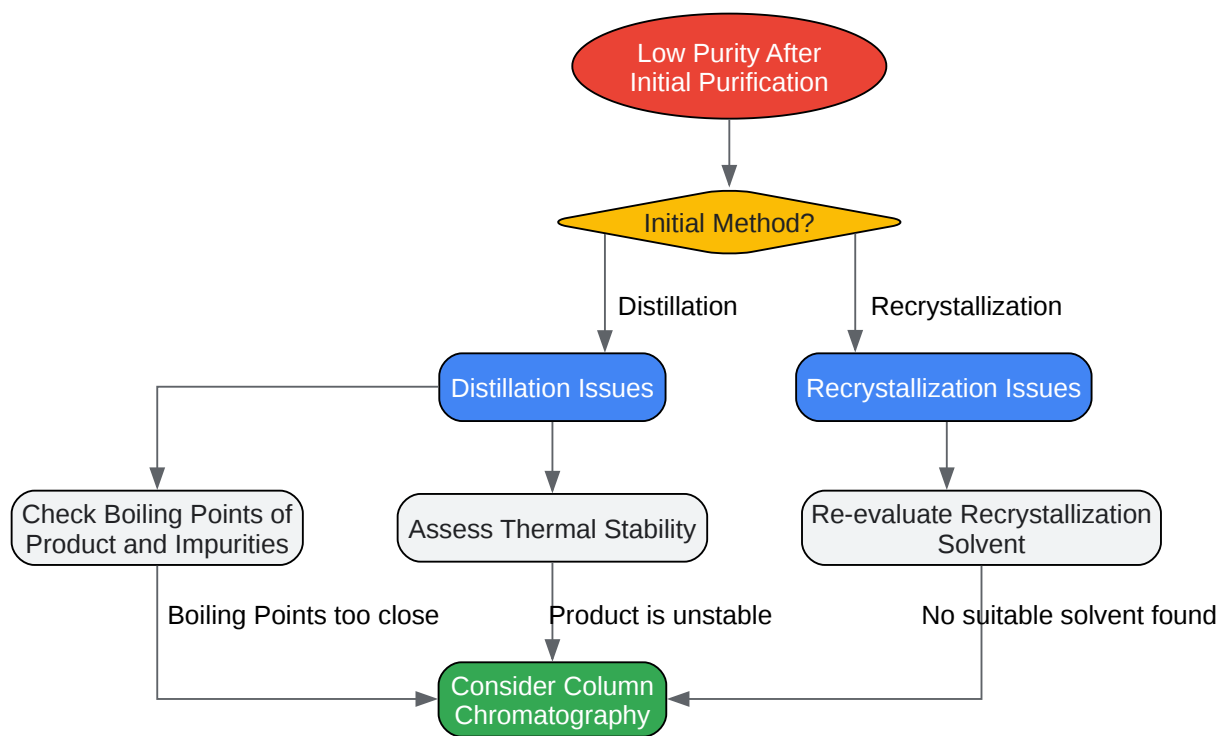 Low Purity After
Initial Purification
Initial Method?
Distillation
Recrystallization
Distillation Issues
Recrystallization Issues
Check Boiling Points of
Product and Impurities
Assess Thermal Stability
Re-evaluate Recrystallization
Solvent
Boiling Points too close
Product is unstable
No suitable solvent found
Consider Column
Chromatography